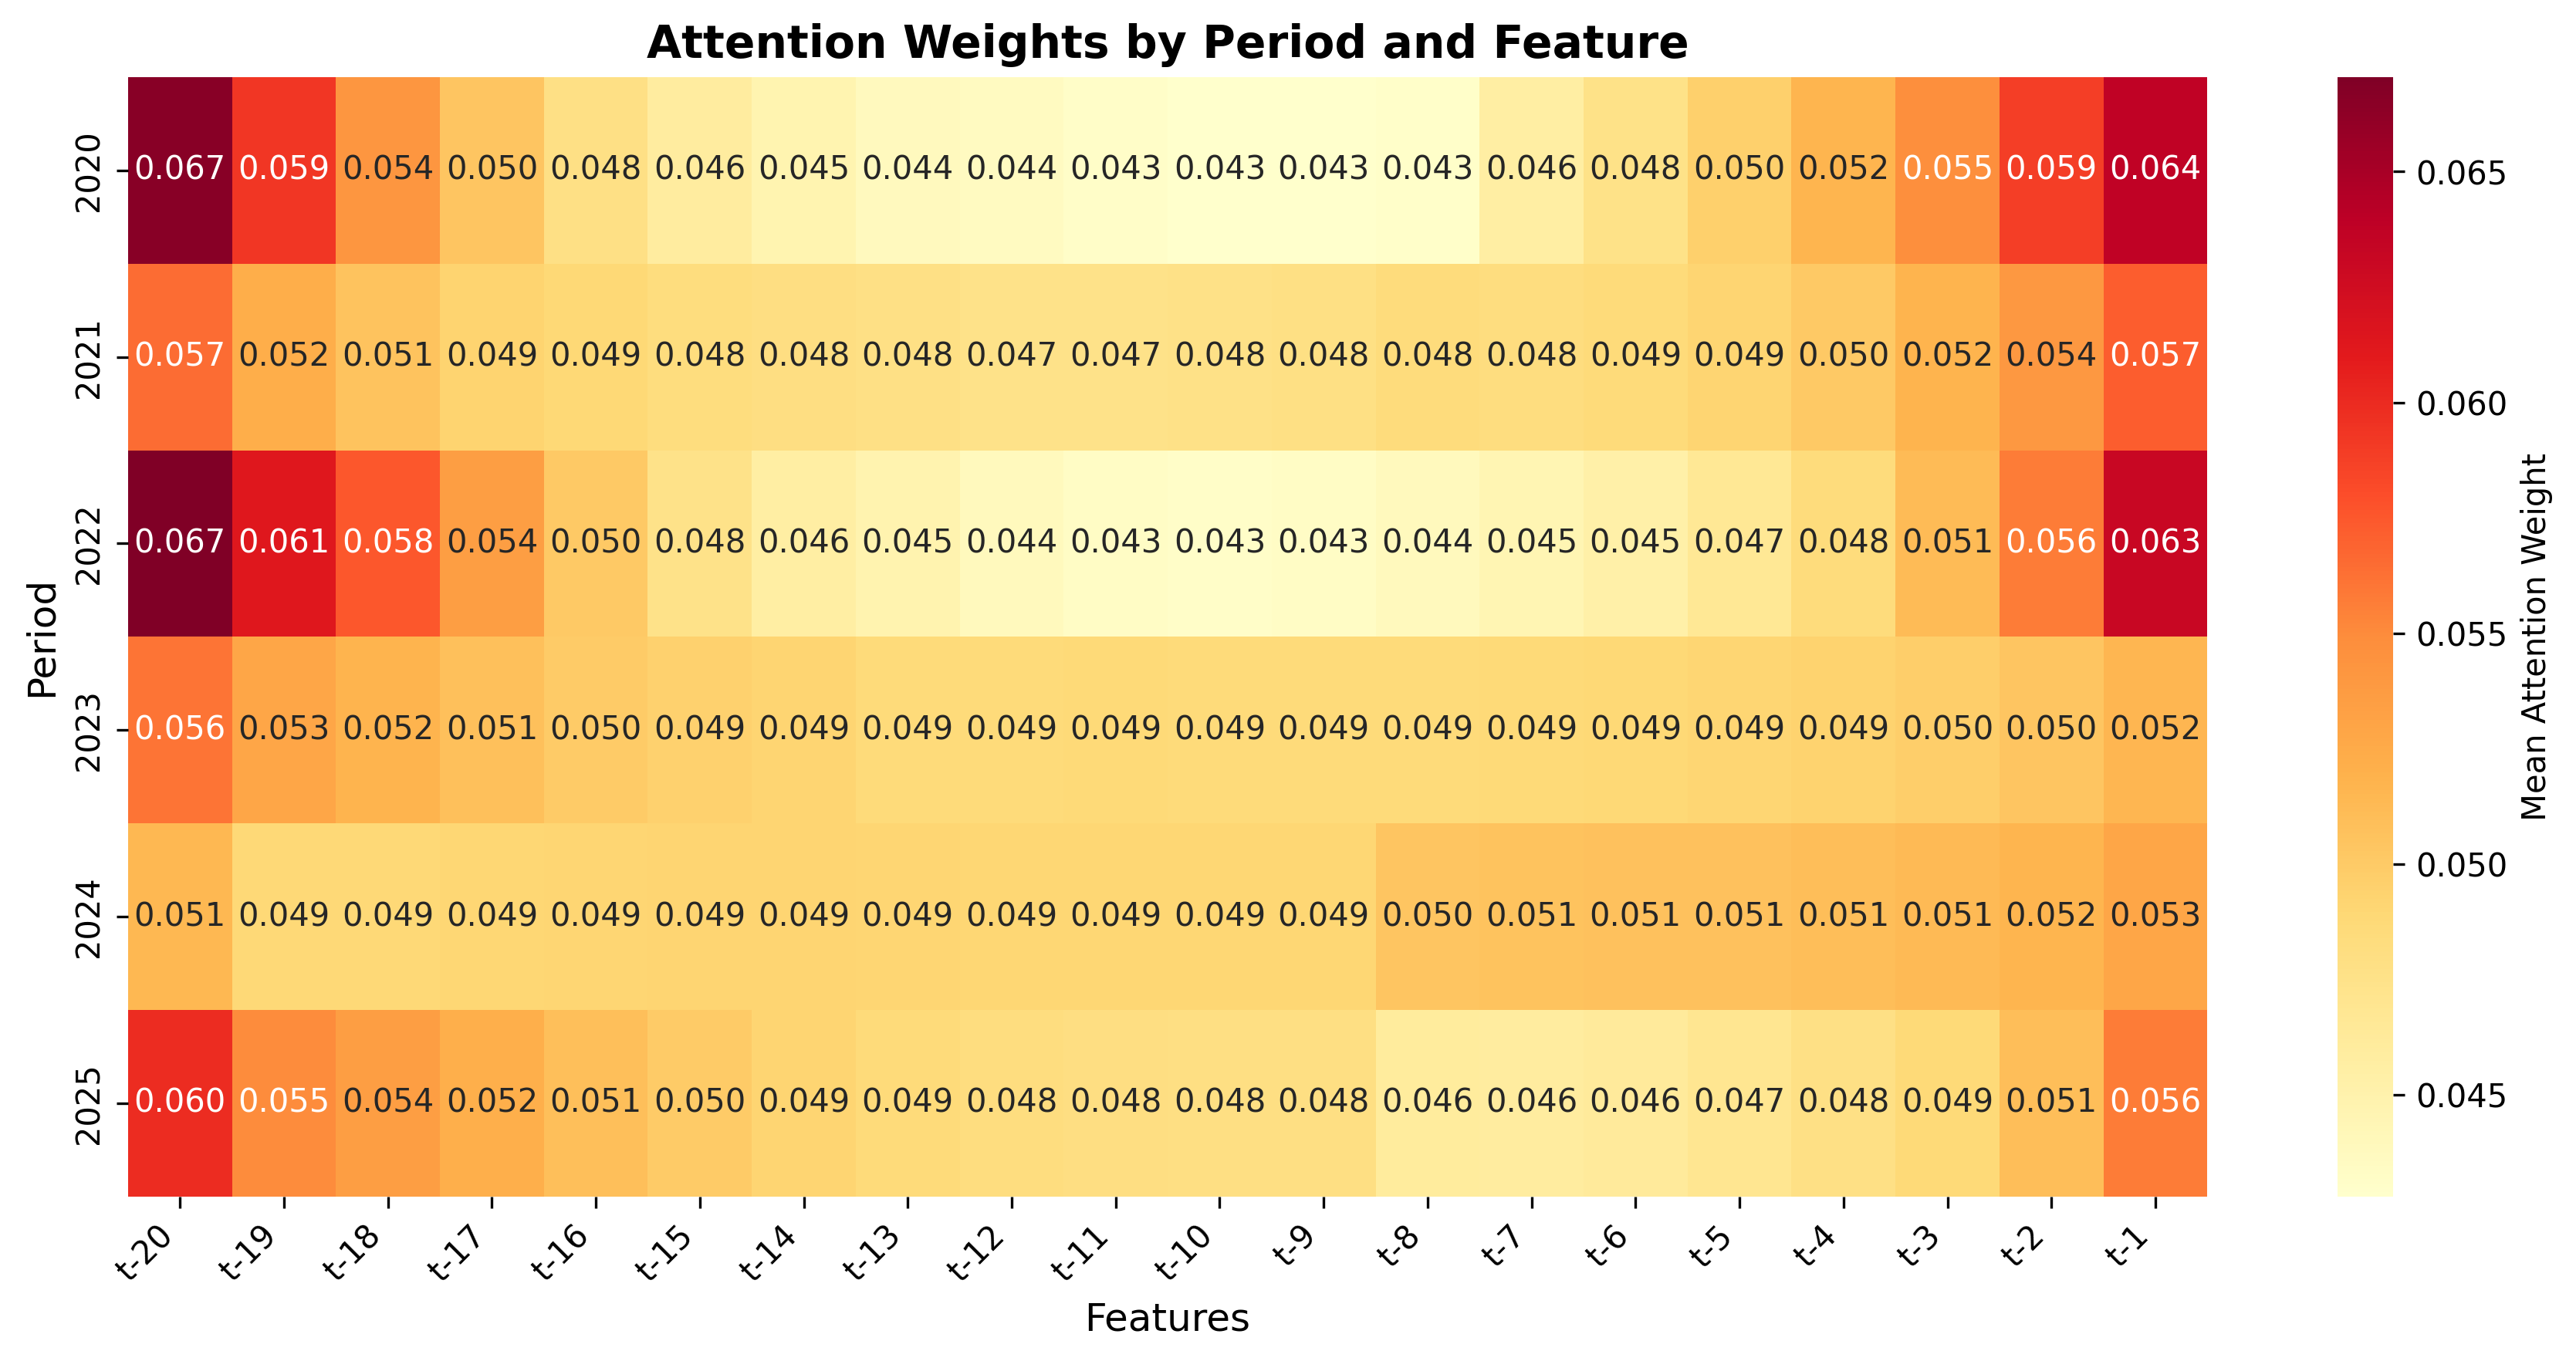 Attention Weights by Period and Feature
Period
2020 0.067 0.059 0.054 0.050 0.048 0.046 0.045 0.044 0.044 0.043 0.043 0.043 0.043 0.046 0.048 0.050 0.052 0.055 0.059 0.064
2021 0.057 0.052 0.051 0.049 0.049 0.048 0.048 0.048 0.047 0.047 0.048 0.048 0.048 0.048 0.049 0.049 0.050 0.052 0.054 0.057
2022 0.067 0.061 0.058 0.054 0.050 0.048 0.046 0.045 0.044 0.043 0.043 0.043 0.044 0.045 0.045 0.047 0.048 0.051 0.056 0.063
2023 0.056 0.053 0.052 0.051 0.050 0.049 0.049 0.049 0.049 0.049 0.049 0.049 0.049 0.049 0.049 0.049 0.049 0.050 0.050 0.052
2024 0.051 0.049 0.049 0.049 0.049 0.049 0.049 0.049 0.049 0.049 0.049 0.049 0.050 0.051 0.051 0.051 0.051 0.051 0.052 0.053
2025 0.060 0.055 0.054 0.052 0.051 0.050 0.049 0.049 0.048 0.048 0.048 0.048 0.046 0.046 0.046 0.047 0.048 0.049 0.051 0.056
t-20 t-19 t-18 t-17 t-16 t-15 t-14 t-13 t-12 t-11 t-10 t-9 t-8 t-7 t-6 t-5 t-4 t-3 t-2 t-1
Features
0.065
0.060
0.055
0.050
0.045
Mean Attention Weight